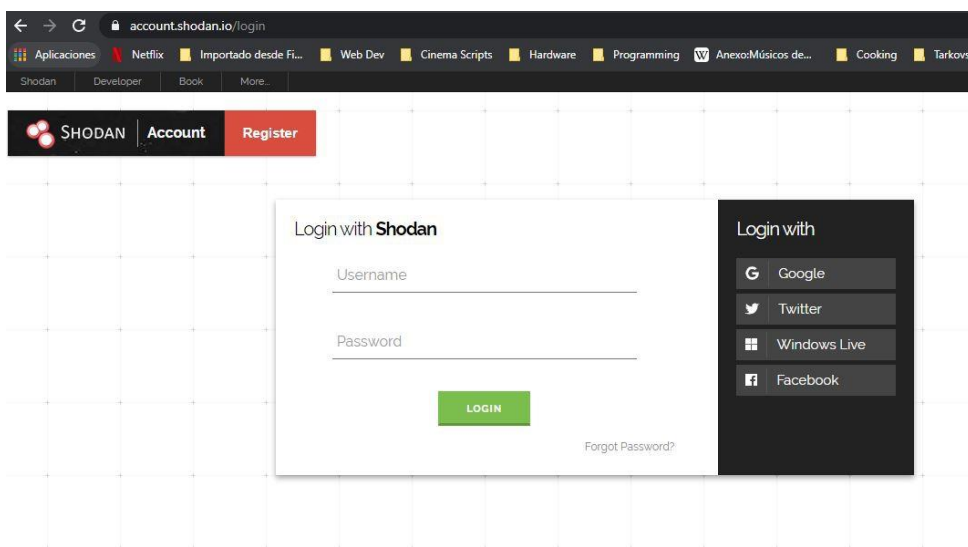 account.shodan.io/login
Aplicaciones Netflix Importado desde Fi... Web Dev Cinema Scripts Hardware Programming W Anexo:Músicos de... Cooking Tarkovs
Shodan Developer Book More...
SHODAN Account Register
Login with Shodan
Username
Password
LOGIN
Forgot Password?
Login with
G Google
Twitter
Windows Live
f Facebook